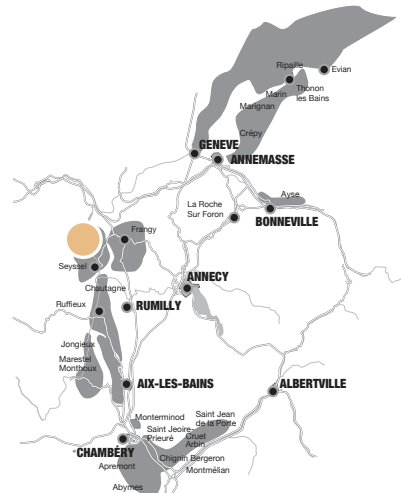 Ripaille
Evian
Marin
Thonon
les Bains
Marignan
Crépy
GENEVE
ANNEMASSE
Ayse
La Roche
Sur Foron
BONNEVILLE
Frangy
Seyssel
ANNECY
Chautagne
Ruffieux
RUMILLY
Jongieux
Marestel
Monthoux
AIX-LES-BAINS
ALBERTVILLE
Monterminod
Saint Jean
de la Porte
Saint Jeoire-
Prieuré
Cruet
Arbin
CHAMBÉRY
Chignin Bergeron
Apremont
Montmélian
Abymes